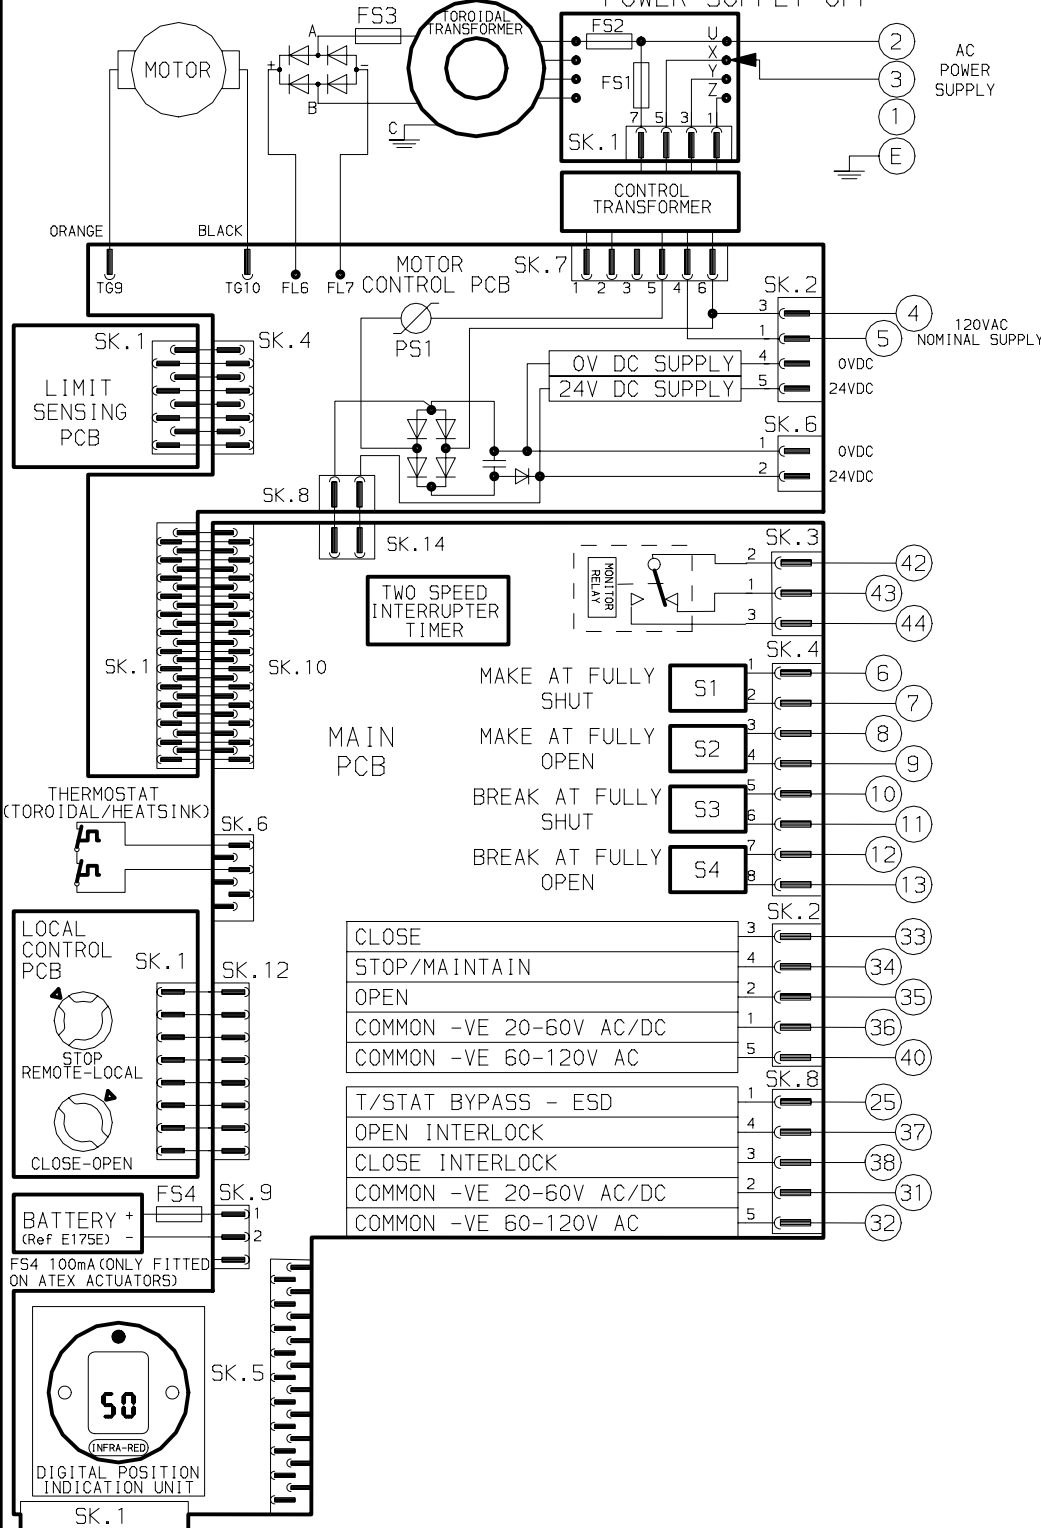 POWER SUPPLY OFF
FS3
TOROIDAL
TRANSFORMER
FS2
A
B
C
+
-
MOTOR
FS1
U
X
Y
Z
7 5 3 1
SK.1
2
3
1
E
AC
POWER
SUPPLY
CONTROL
TRANSFORMER
ORANGE
BLACK
TG9
TG10
FL6
FL7
MOTOR
CONTROL PCB
SK.7
1 2 3 5 4 6
SK.2
3
1
4
5
4
5
120VAC
NOMINAL SUPPLY
0VDC
24VDC
PS1
0V DC SUPPLY
24V DC SUPPLY
SK.6
1
2
0VDC
24VDC
SK.1
SK.4
LIMIT
SENSING
PCB
SK.8
SK.14
SK.1
SK.10
TWO SPEED
INTERRUPTER
TIMER
MONITOR
RELAY
SK.3
2
1
3
42
43
44
MAIN
PCB
SK.4
MAKE AT FULLY
SHUT
S1
1
2
6
7
MAKE AT FULLY
OPEN
S2
3
4
8
9
BREAK AT FULLY
SHUT
S3
5
6
10
11
BREAK AT FULLY
OPEN
S4
7
8
12
13
THERMOSTAT
(TOROIDAL/HEATSINK)
SK.6
LOCAL
CONTROL
PCB
SK.1
SK.12
STOP
REMOTE-LOCAL
CLOSE-OPEN
SK.2
CLOSE 3 33
STOP/MAINTAIN 4 34
OPEN 2 35
COMMON -VE 20-60V AC/DC 1 36
COMMON -VE 60-120V AC 5 40
SK.8
T/STAT BYPASS - ESD 1 25
OPEN INTERLOCK 4 37
CLOSE INTERLOCK 3 38
COMMON -VE 20-60V AC/DC 2 31
COMMON -VE 60-120V AC 5 32
BATTERY + -
(Ref E175E)
FS4
SK.9
1
2
FS4 100mA(ONLY FITTED
ON ATEX ACTUATORS)
SK.5
50
INFRA-RED
DIGITAL POSITION
INDICATION UNIT
SK.1